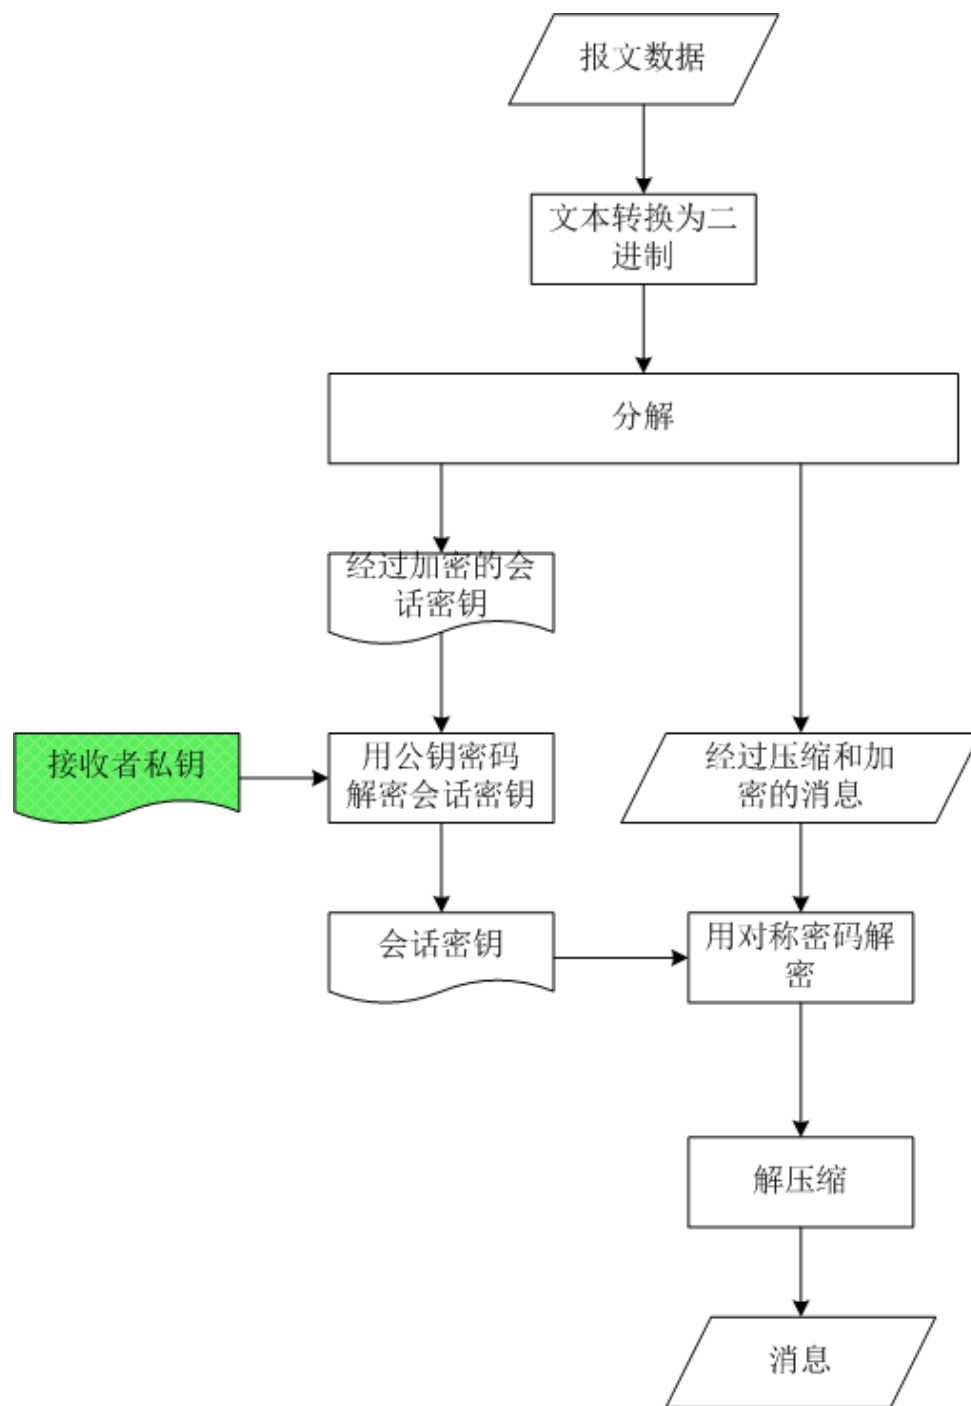 报文数据
文本转换为二
进制
分解
经过加密的会
话密钥
接收者私钥
用公钥密码
解密会话密钥
经过压缩和加
密的消息
会话密钥
用对称密码解
密
解压缩
消息